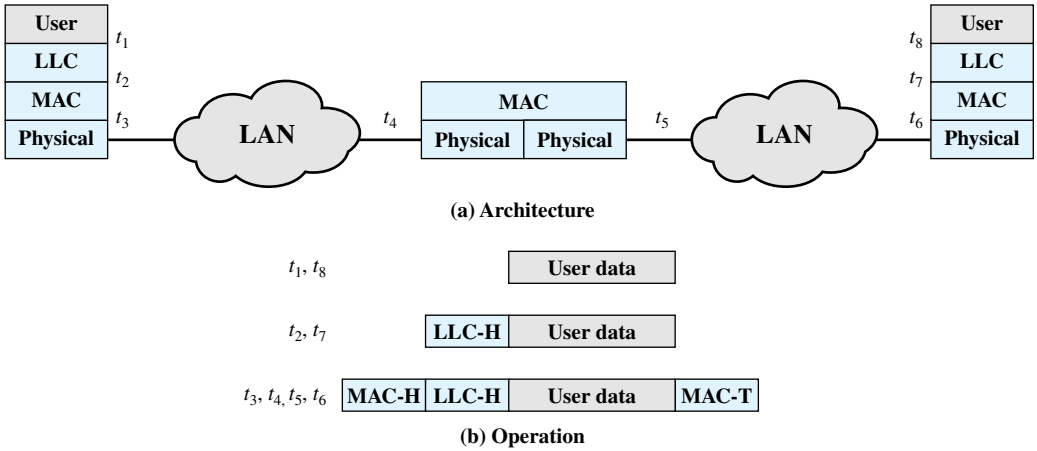 User
t1
LLC
t2
MAC
t3
Physical
LAN
t4
MAC
Physical Physical
t5
LAN
User
t8
LLC
t7
MAC
t6
Physical
(a) Architecture
t1, t8 User data
t2, t7 LLC-H User data
t3, t4, t5, t6 MAC-H LLC-H User data MAC-T
(b) Operation